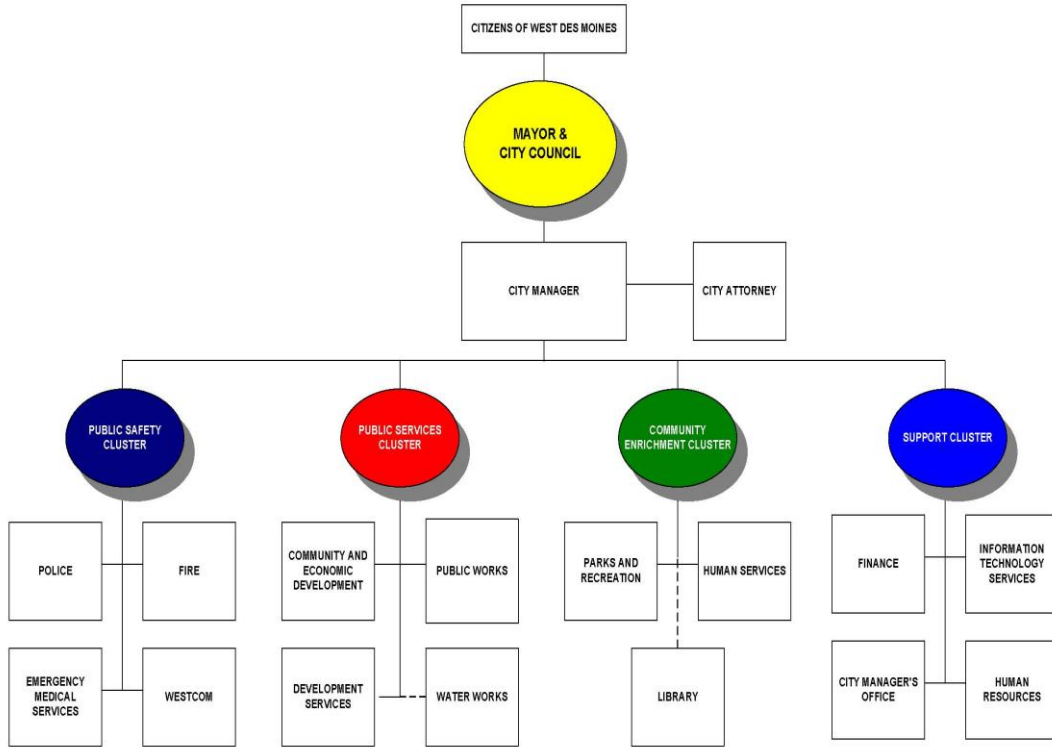 CITIZENS OF WEST DES MOINES
MAYOR &
CITY COUNCIL
CITY MANAGER
CITY ATTORNEY
PUBLIC SAFETY
CLUSTER
PUBLIC SERVICES
CLUSTER
COMMUNITY
ENRICHMENT CLUSTER
SUPPORT CLUSTER
POLICE
FIRE
COMMUNITY AND
ECONOMIC
DEVELOPMENT
PUBLIC WORKS
PARKS AND
RECREATION
HUMAN SERVICES
FINANCE
INFORMATION
TECHNOLOGY
SERVICES
EMERGENCY
MEDICAL
SERVICES
WESTCOM
DEVELOPMENT
SERVICES
WATER WORKS
LIBRARY
CITY MANAGER'S
OFFICE
HUMAN
RESOURCES